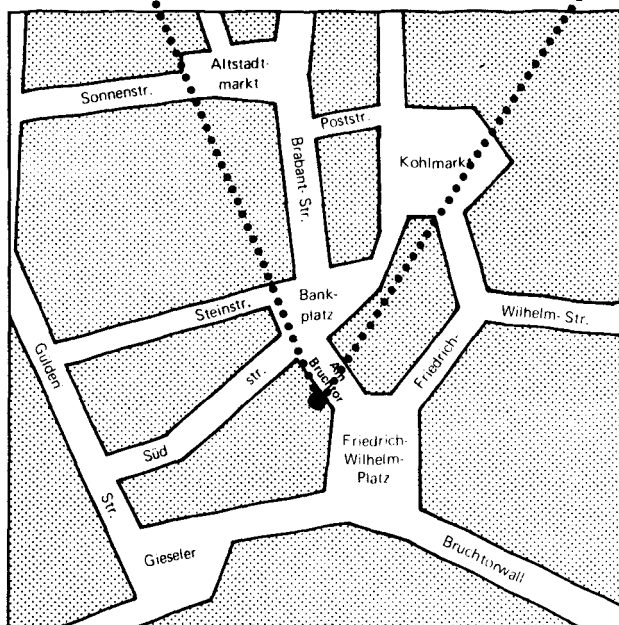 Altstadt-
markt
Sonnenstr.
Poststr.
Brabant-Str.
Kohlmarkt
Steinstr.
Bank-
platz
Wilhelm-Str.
Friedrich-
Am
Bruchtor
Gulden
Str.
Süd
str.
Friedrich-
Wilhelm-
Platz
Gieseler
Bruchtorwall